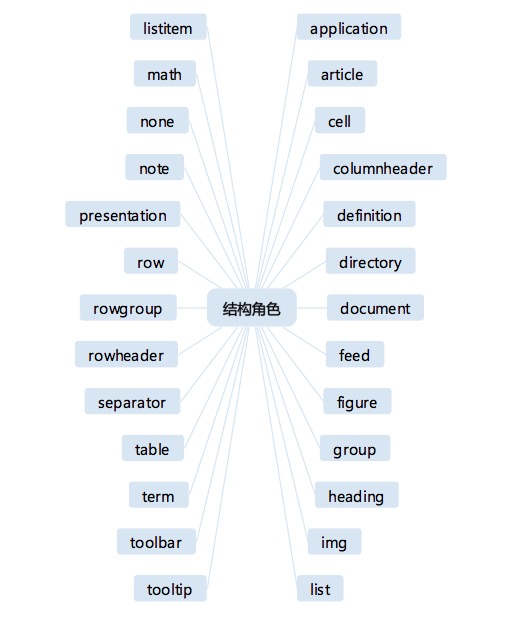 listitem
math
none
note
presentation
row
rowgroup
rowheader
separator
table
term
toolbar
tooltip
结构角色
application
article
cell
columnheader
definition
directory
document
feed
figure
group
heading
img
list